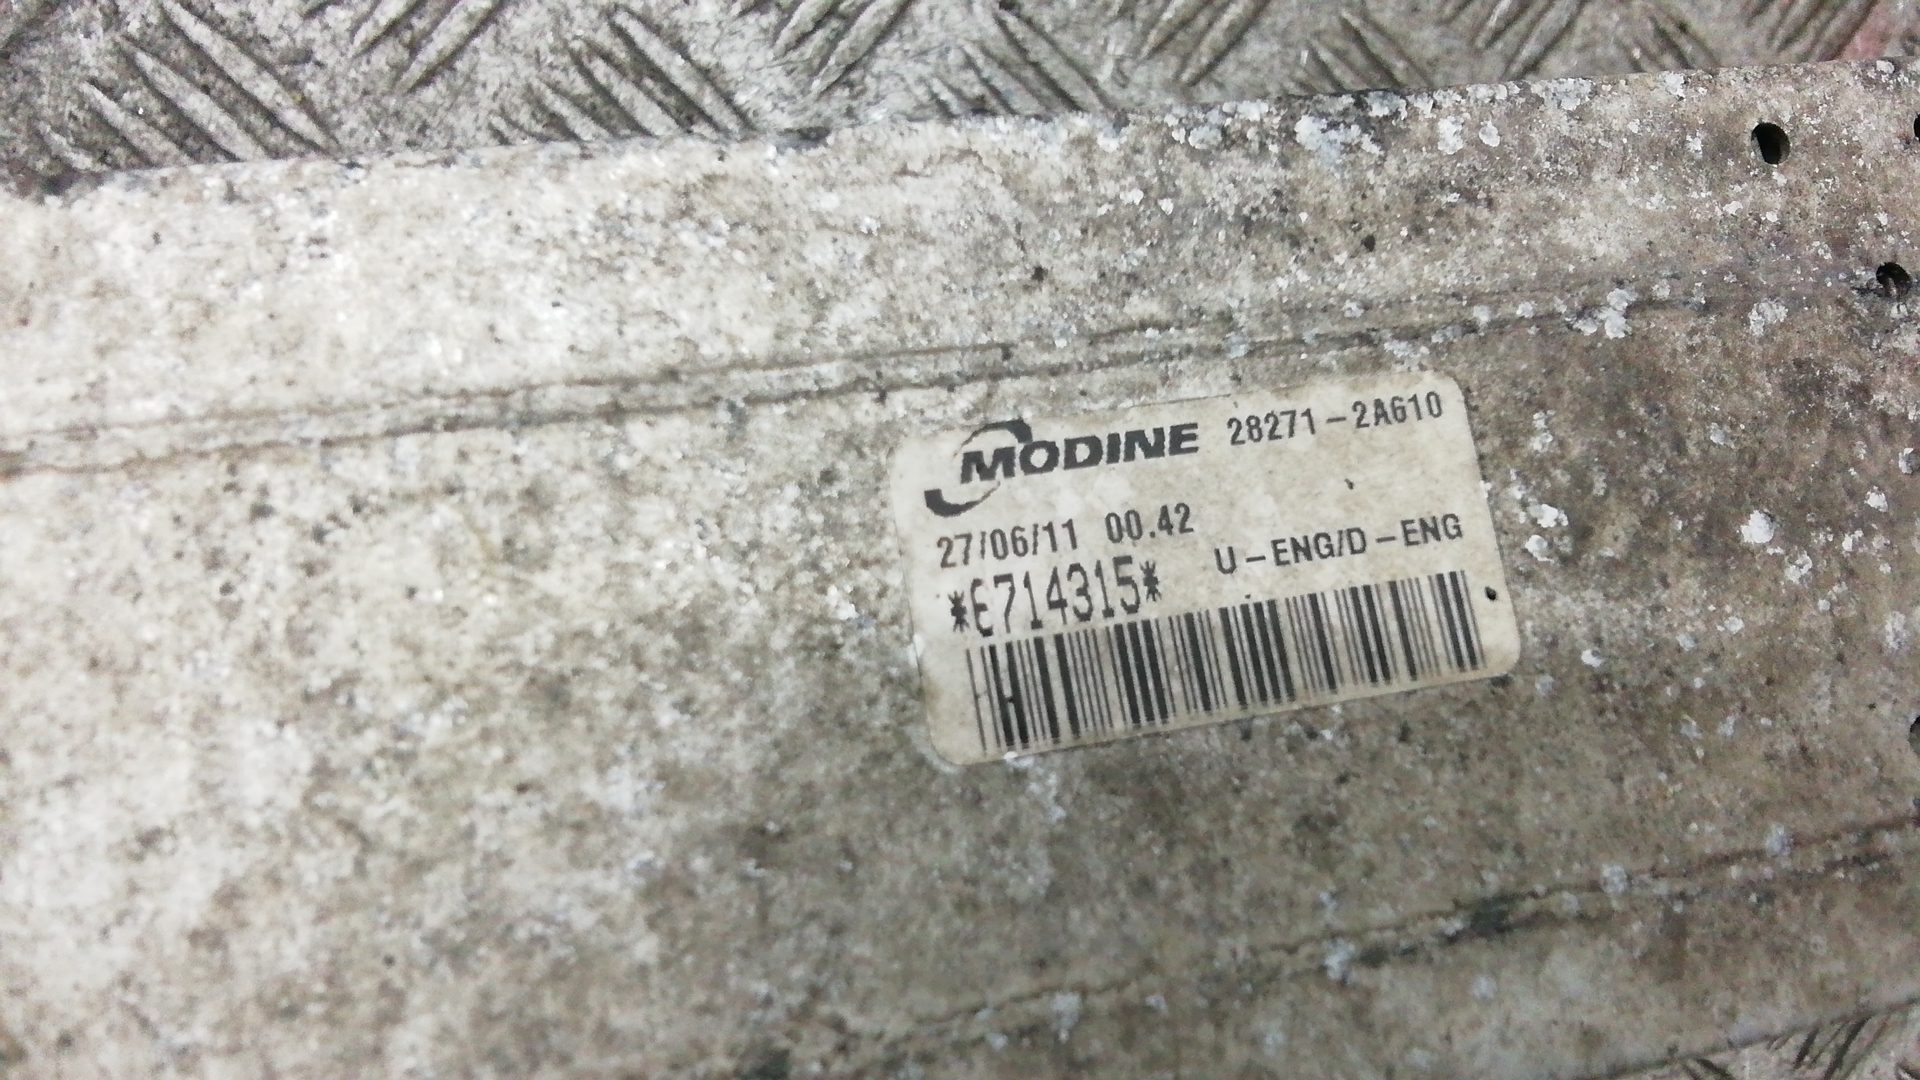 MODINE 28271-2A610
27/06/11 00.42
U-ENG/D-ENG
*E714315*